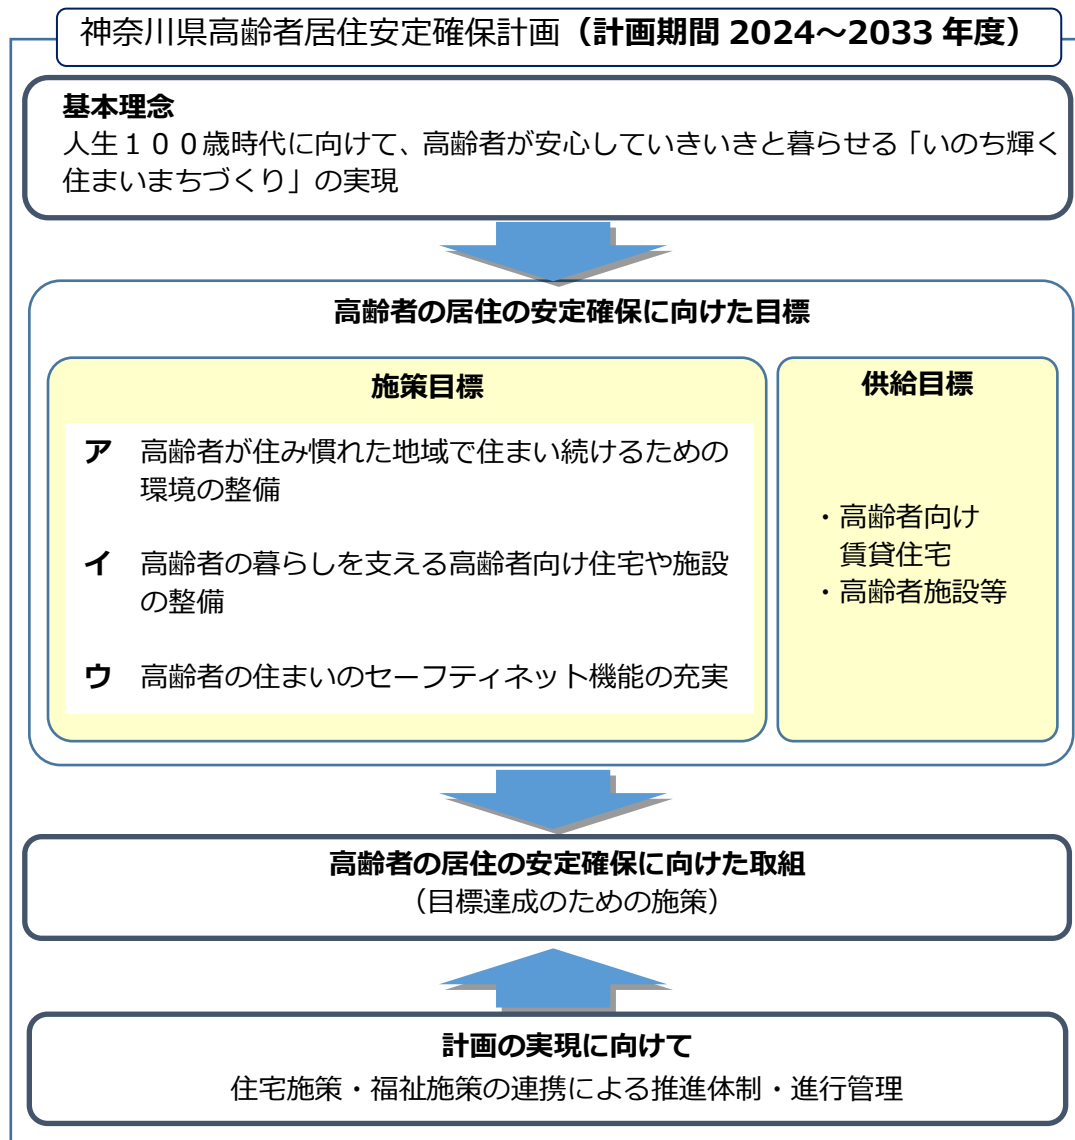 神奈川県高齢者居住安定確保計画（計画期間 2024～2033 年度）
基本理念
人生１００歳時代に向けて、高齢者が安心していきいきと暮らせる「いのち輝く
住まいまちづくり」の実現
高齢者の居住の安定確保に向けた目標
施策目標
ア 高齢者が住み慣れた地域で住まい続けるための
環境の整備
イ 高齢者の暮らしを支える高齢者向け住宅や施設
の整備
ウ 高齢者の住まいのセーフティネット機能の充実
供給目標
・高齢者向け
賃貸住宅
・高齢者施設等
高齢者の居住の安定確保に向けた取組
（目標達成のための施策）
計画の実現に向けて
住宅施策・福祉施策の連携による推進体制・進行管理